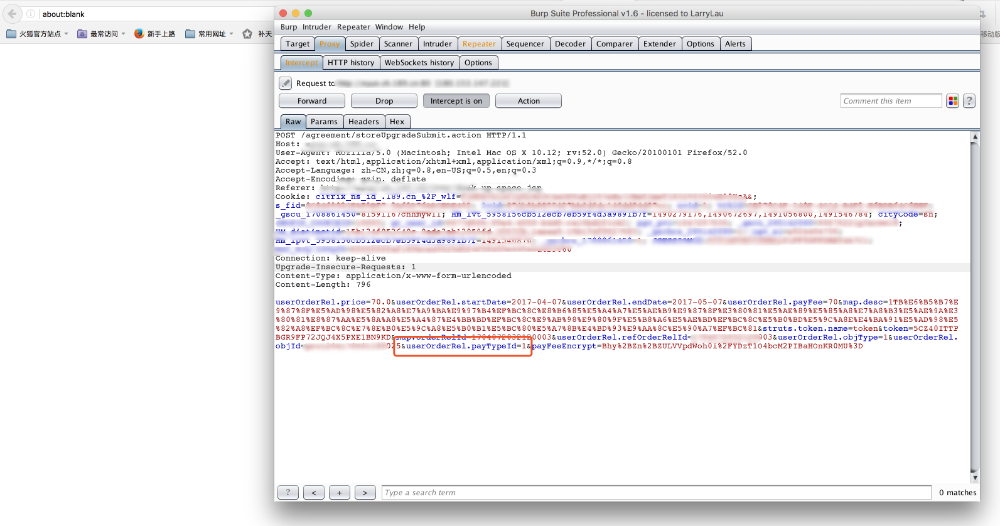 about:blank
火狐官方站点
最常访问
新手上路
常用网址
补天
移动版
Burp Suite Professional v1.6 - licensed to LarryLau
Burp Intruder Repeater Window Help
Target Proxy Spider Scanner Intruder Repeater Sequencer Decoder Comparer Extender Options Alerts
Intercept HTTP history WebSockets history Options
Request to
Forward Drop Intercept is on Action Comment this item ?
Raw Params Headers Hex
POST /agreement/storeUpgradeSubmit.action HTTP/1.1
Host:
User-Agent: Mozilla/5.0 (Macintosh; Intel Mac OS X 10.12; rv:52.0) Gecko/20100101 Firefox/52.0
Accept: text/html,application/xhtml+xml,application/xml;q=0.9,*/*;q=0.8
Accept-Language: zh-CN,zh;q=0.8,en-US;q=0.5,en;q=0.3
Accept-Encoding: gzip, deflate
Referer:
Cookie: citrix_ns_id_.189.cn_%2F_wlf=
s_fid=
_gscu_1708861450=81591167cnhmyw11; Hm_lvt_5958156cb512ecb7eb59f4d3a9891b7f=1490279176,1490672697,1491056800,1491546784; cityCode=sh;
Hm_lpvt_5958156cb512ecb7eb59f4d3a9891b7f=1491546870
Connection: keep-alive
Upgrade-Insecure-Requests: 1
Content-Type: application/x-www-form-urlencoded
Content-Length: 796
userOrderRel.price=70.0&userOrderRel.startDate=2017-04-07&userOrderRel.endDate=2017-05-07&userOrderRel.payFee=70&map.desc=1TB%E6%B5%B7%E
9%87%8F%E5%AD%98%E5%82%A8%E7%A9%BA%E9%97%B4%EF%BC%8C%E8%B6%85%E5%A4%A7%E5%AE%B9%E9%87%8F%E3%80%81%E5%AE%89%E5%85%A8%E7%A8%B3%E5%AE%9A%E3
%80%81%E8%87%AA%E5%8A%A8%E5%A4%87%E4%BB%BD%EF%BC%8C%E9%AB%98%E9%80%9F%E5%B8%A6%E5%AE%BD%EF%BC%8C%E5%B0%BD%E5%9C%A8%E4%BA%91%E5%AD%98%E5
%82%A8%EF%BC%8C%E7%8E%B0%E5%9C%A8%E5%B0%B1%E5%BC%80%E5%A7%8B%E4%BD%93%E9%AA%8C%E5%90%A7%EF%BC%81&struts.token.name=token&token=5CZ40ITTP
BGR9FP72JQJ4X5PXE1BN9KD&map.orderRelId=1704072032120003&userOrderRel.refOrderRelId= 003&userOrderRel.objType=1&userOrderRel.
objId= 025&userOrderRel.payTypeId=1&payFeeEncrypt=Bhy%2BZn%2BZULVVpdWoh0i%2FYDzT1O4bcM2PIBaHOnKR0MU%3D
? < + > Type a search term 0 matches